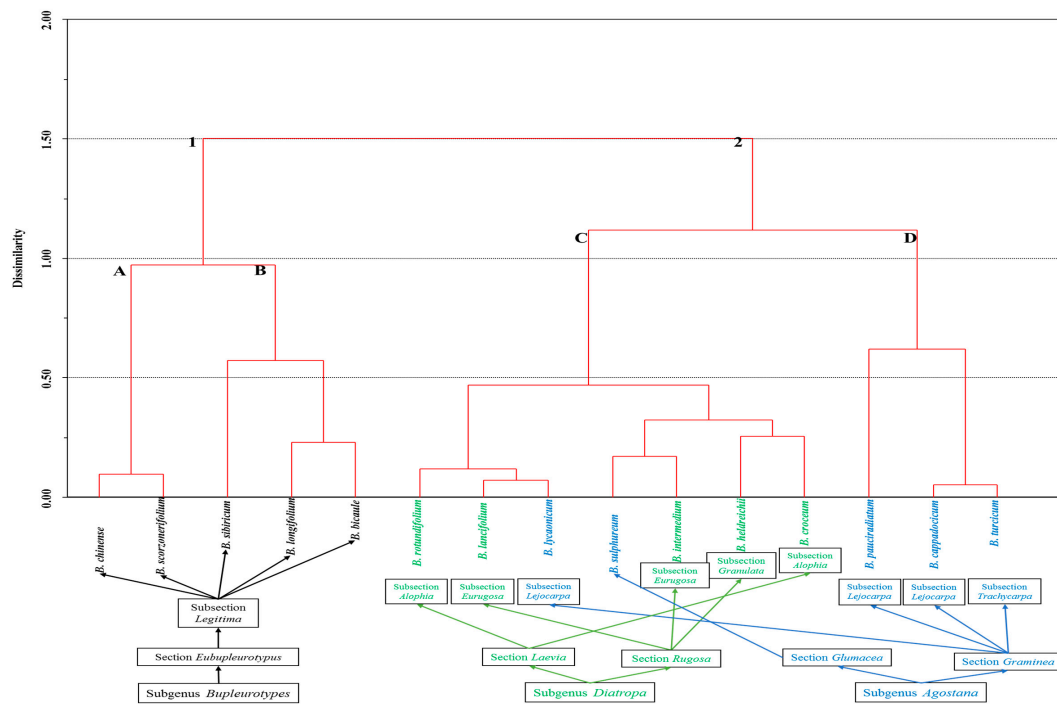 2.00
1.50
1.00
0.50
0.00
Dissimilarity
1
2
A
B
C
D
B. chinense
B. scorzonerifolium
B. sibiricum
B. longifolium
B. bicaule
B. rotundifolium
B. lancifolium
B. lycaonicum
B. sulphureum
B. intermedium
B. heldreichii
B. croceum
B. pauciradiatum
B. cappadocicum
B. turcicum
Subsection
Legitima
Section Eubupleurotypus
Subgenus Bupleurotypes
Subsection
Alophia
Subsection
Eurugosa
Subsection
Lejocarpa
Subsection
Eurugosa
Subsection
Granulata
Subsection
Alophia
Subsection
Lejocarpa
Subsection
Lejocarpa
Subsection
Trachycarpa
Section Laevia
Section Rugosa
Section Glumacea
Section Graminea
Subgenus Diatropa
Subgenus Agostana